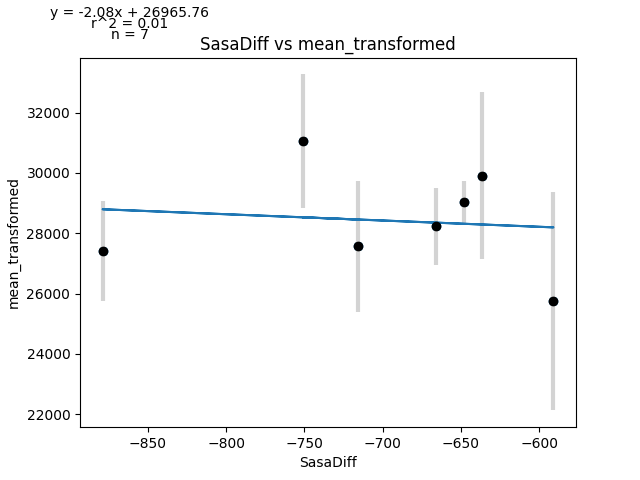 y = -2.08x + 26965.76
r^2 = 0.01
n = 7
SasaDiff vs mean_transformed
32000
30000
28000
26000
24000
22000
mean_transformed
−850
−800
−750
−700
−650
−600
SasaDiff